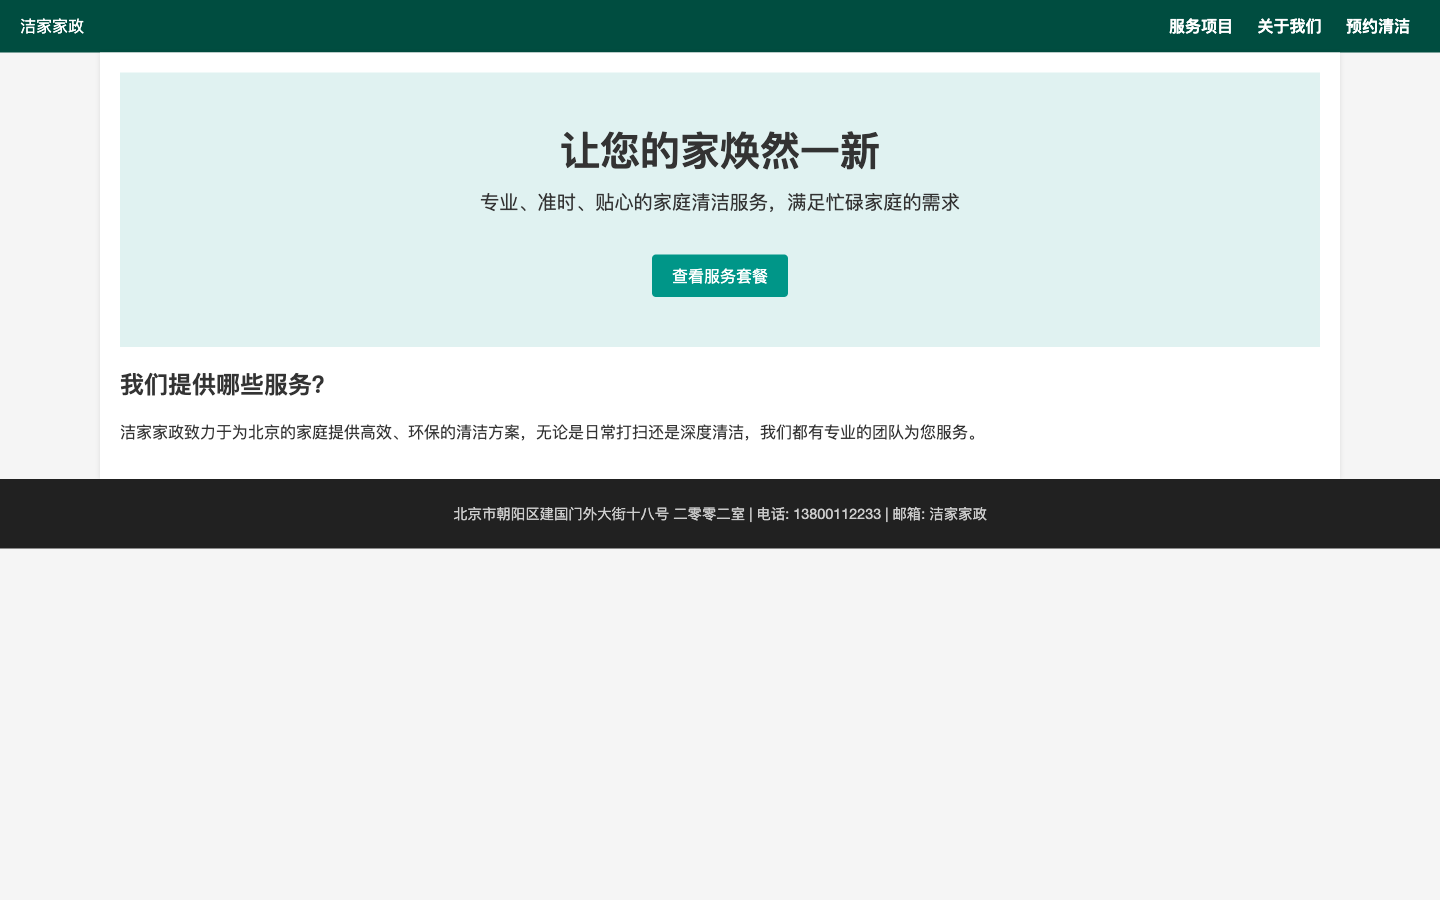 洁家家政
服务项目 关于我们 预约清洁
让您的家焕然一新
专业、准时、贴心的家庭清洁服务，满足忙碌家庭的需求
查看服务套餐
我们提供哪些服务?
洁家家政致力于为北京的家庭提供高效、环保的清洁方案，无论是日常打扫还是深度清洁，我们都有专业的团队为您服务。
北京市朝阳区建国门外大街十八号 二零零二室 | 电话: 13800112233 | 邮箱: 洁家家政